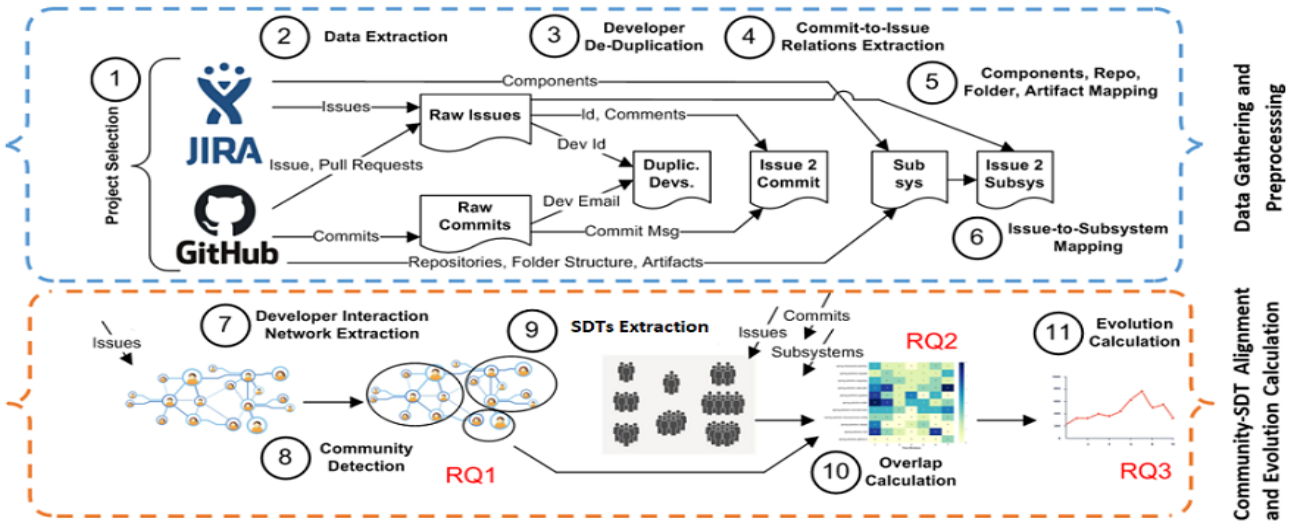 1
Project Selection
2
Data Extraction
3
Developer
De-Duplication
4
Commit-to-Issue
Relations Extraction
5
Components, Repo,
Folder, Artifact Mapping
JIRA
GitHub
Components
Issues
Raw Issues
Id, Comments
Issue, Pull Requests
Dev Id
Duplic.
Devs.
Issue 2
Commit
Sub
sys
Issue 2
Subsys
Raw
Commits
Dev Email
Commits
Commit Msg
6
Issue-to-Subsystem
Mapping
Repositories, Folder Structure, Artifacts
Data Gathering and
Preprocesssing
Issues
7
Developer Interaction
Network Extraction
8
Community
Detection
RQ1
9
SDTs Extraction
Issues
Commits
Subsystems
RQ2
10
Overlap
Calculation
11
Evolution
Calculation
RQ3
Community-SDT Alignment
and Evolution Calculation